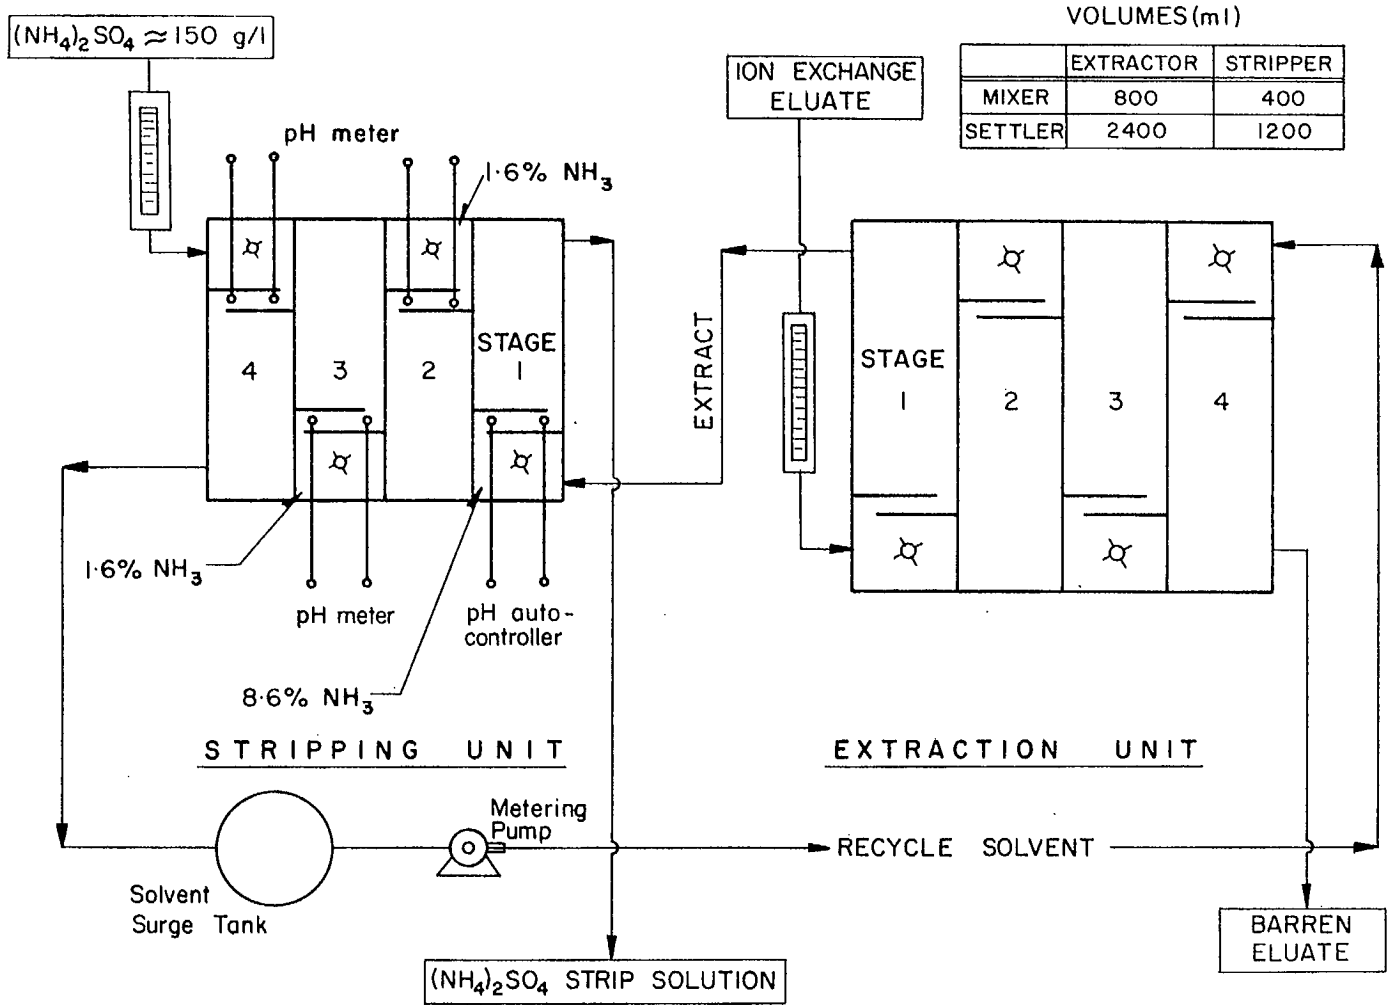 (NH4)2SO4 ≈ 150 g/l
VOLUMES (ml)
EXTRACTOR STRIPPER
MIXER 800 400
SETTLER 2400 1200
ION EXCHANGE
ELUATE
pH meter
1·6% NH3
STAGE
4 3 2 1
EXTRACT
STAGE
1 2 3 4
1·6% NH3
pH meter
pH auto-
controller
8·6% NH3
STRIPPING UNIT
EXTRACTION UNIT
Metering
Pump
RECYCLE SOLVENT
Solvent
Surge Tank
(NH4)2SO4 STRIP SOLUTION
BARREN
ELUATE